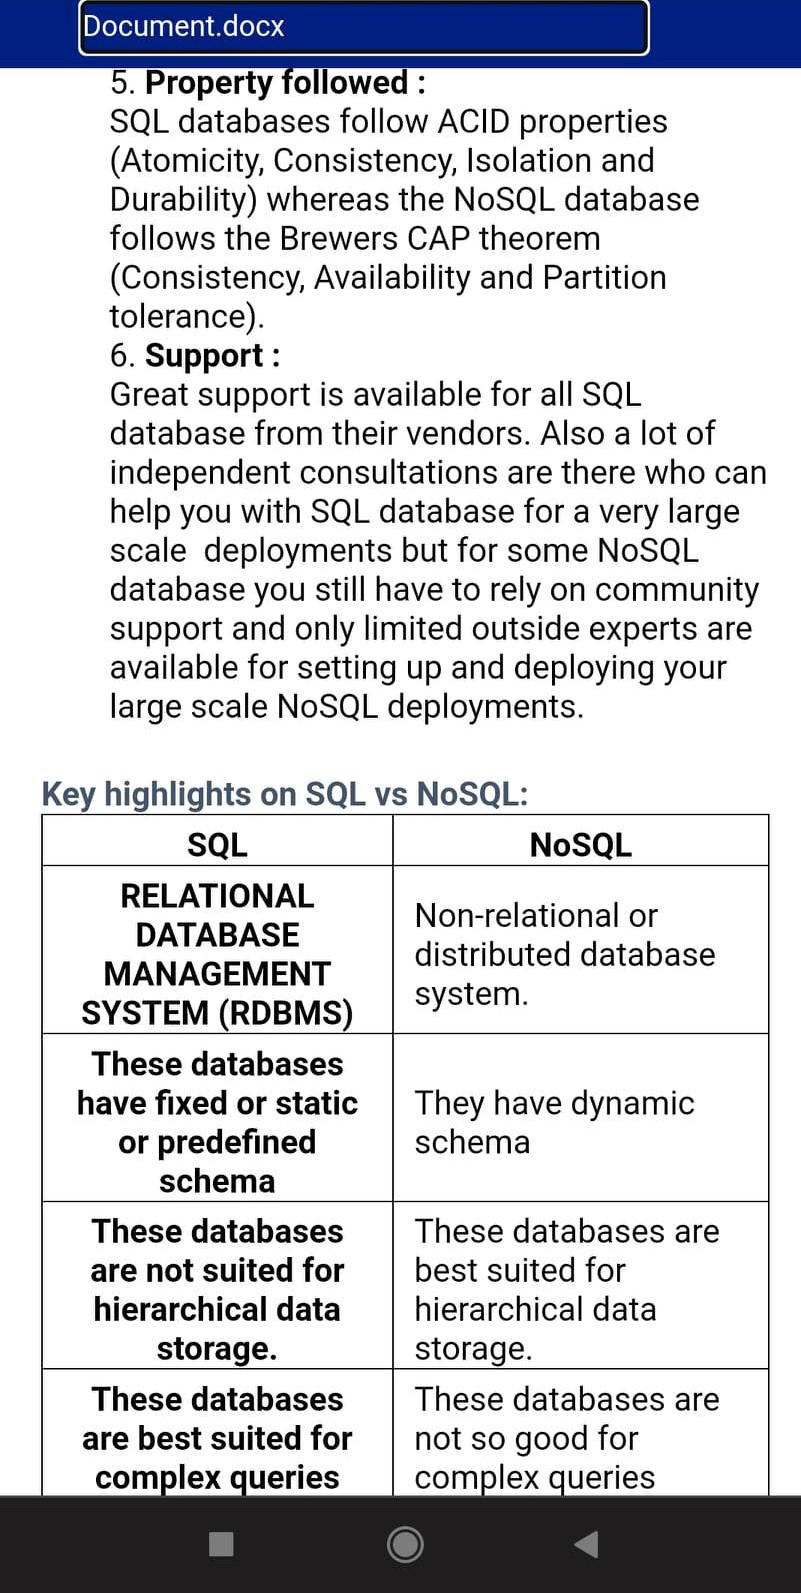 Document.docx
5. Property followed :
SQL databases follow ACID properties
(Atomicity, Consistency, Isolation and
Durability) whereas the NoSQL database
follows the Brewers CAP theorem
(Consistency, Availability and Partition
tolerance).
6. Support :
Great support is available for all SQL
database from their vendors. Also a lot of
independent consultations are there who can
help you with SQL database for a very large
scale  deployments but for some NoSQL
database you still have to rely on community
support and only limited outside experts are
available for setting up and deploying your
large scale NoSQL deployments.
Key highlights on SQL vs NoSQL:
SQL
NoSQL
RELATIONAL
DATABASE
MANAGEMENT
SYSTEM (RDBMS)
Non-relational or
distributed database
system.
These databases
have fixed or static
or predefined
schema
They have dynamic
schema
These databases
are not suited for
hierarchical data
storage.
These databases are
best suited for
hierarchical data
storage.
These databases
are best suited for
complex queries
These databases are
not so good for
complex queries